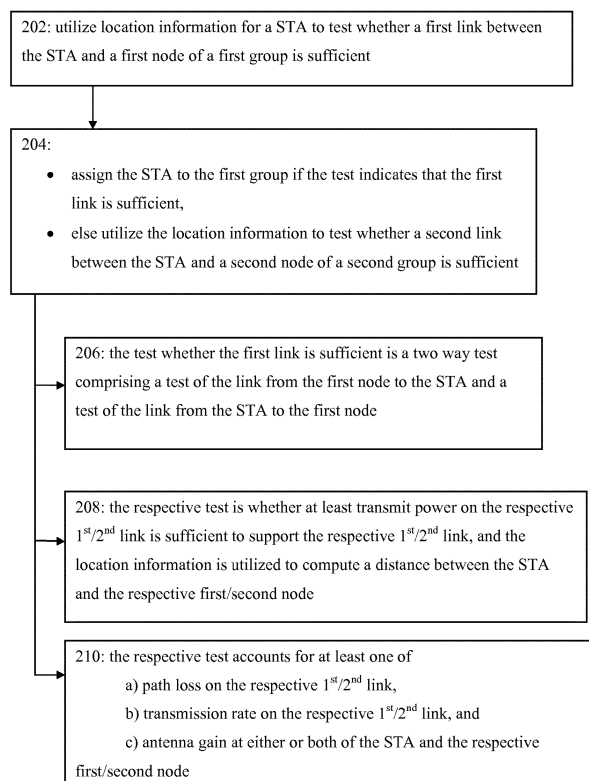 202: utilize location information for a STA to test whether a first link between
the STA and a first node of a first group is sufficient
204:
• assign the STA to the first group if the test indicates that the first
link is sufficient,
• else utilize the location information to test whether a second link
between the STA and a second node of a second group is sufficient
206: the test whether the first link is sufficient is a two way test
comprising a test of the link from the first node to the STA and a
test of the link from the STA to the first node
208: the respective test is whether at least transmit power on the respective
1st/2nd link is sufficient to support the respective 1st/2nd link, and the
location information is utilized to compute a distance between the STA
and the respective first/second node
210: the respective test accounts for at least one of
a) path loss on the respective 1st/2nd link,
b) transmission rate on the respective 1st/2nd link, and
c) antenna gain at either or both of the STA and the respective
first/second node